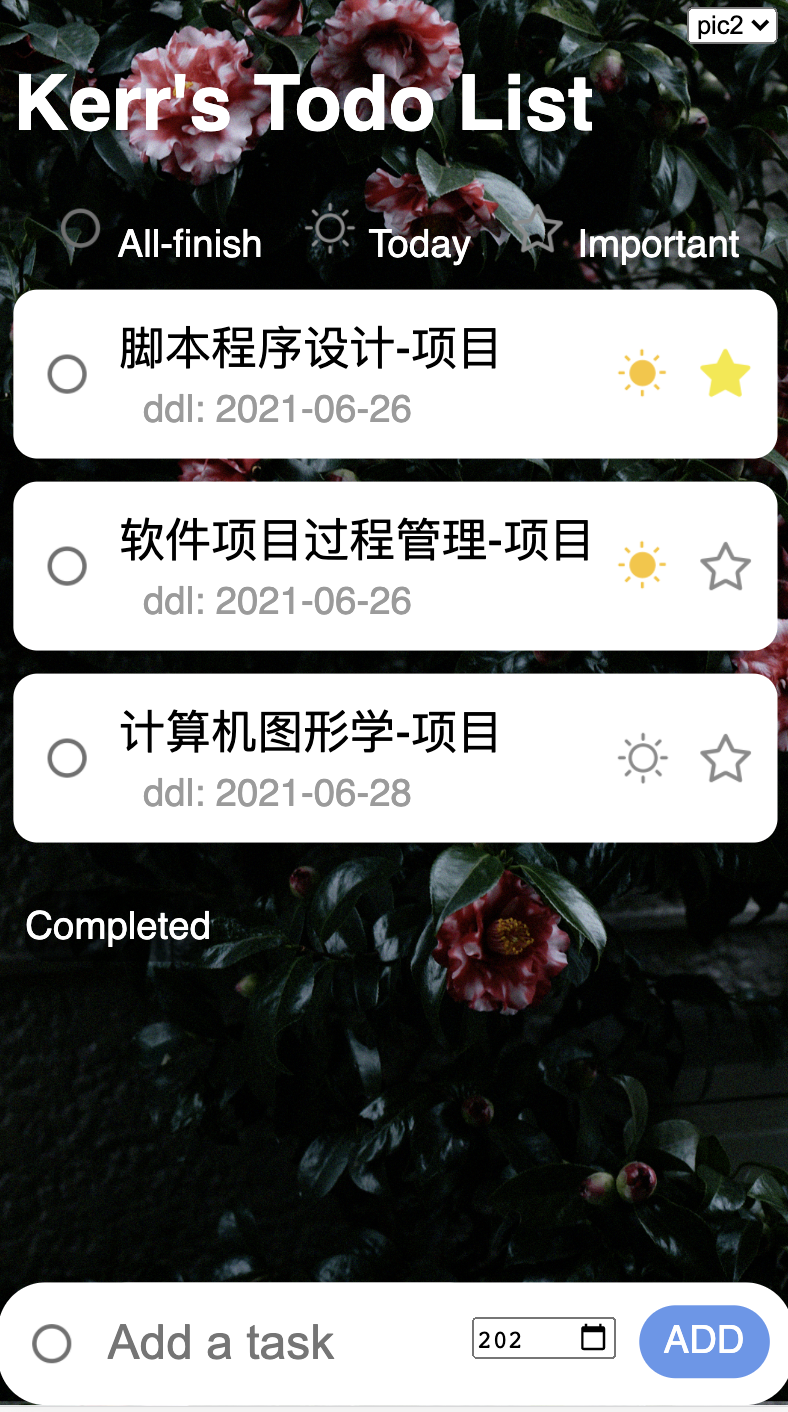 pic2
Kerr's Todo List
All-finish Today Important
脚本程序设计-项目
ddl: 2021-06-26
软件项目过程管理-项目
ddl: 2021-06-26
计算机图形学-项目
ddl: 2021-06-28
Completed
Add a task 202 ADD